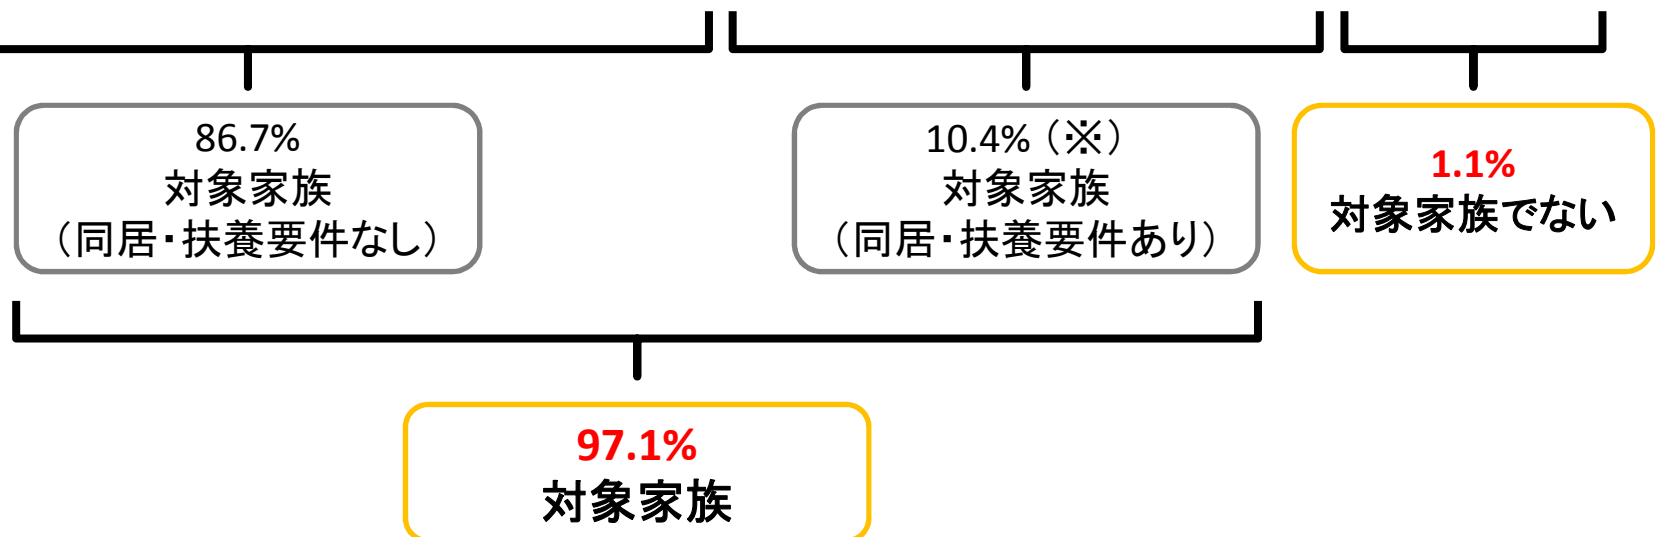 86.7%
対象家族
（同居・扶養要件なし）
10.4%（※）
対象家族
（同居・扶養要件あり）
1.1%
対象家族でない
97.1%
対象家族